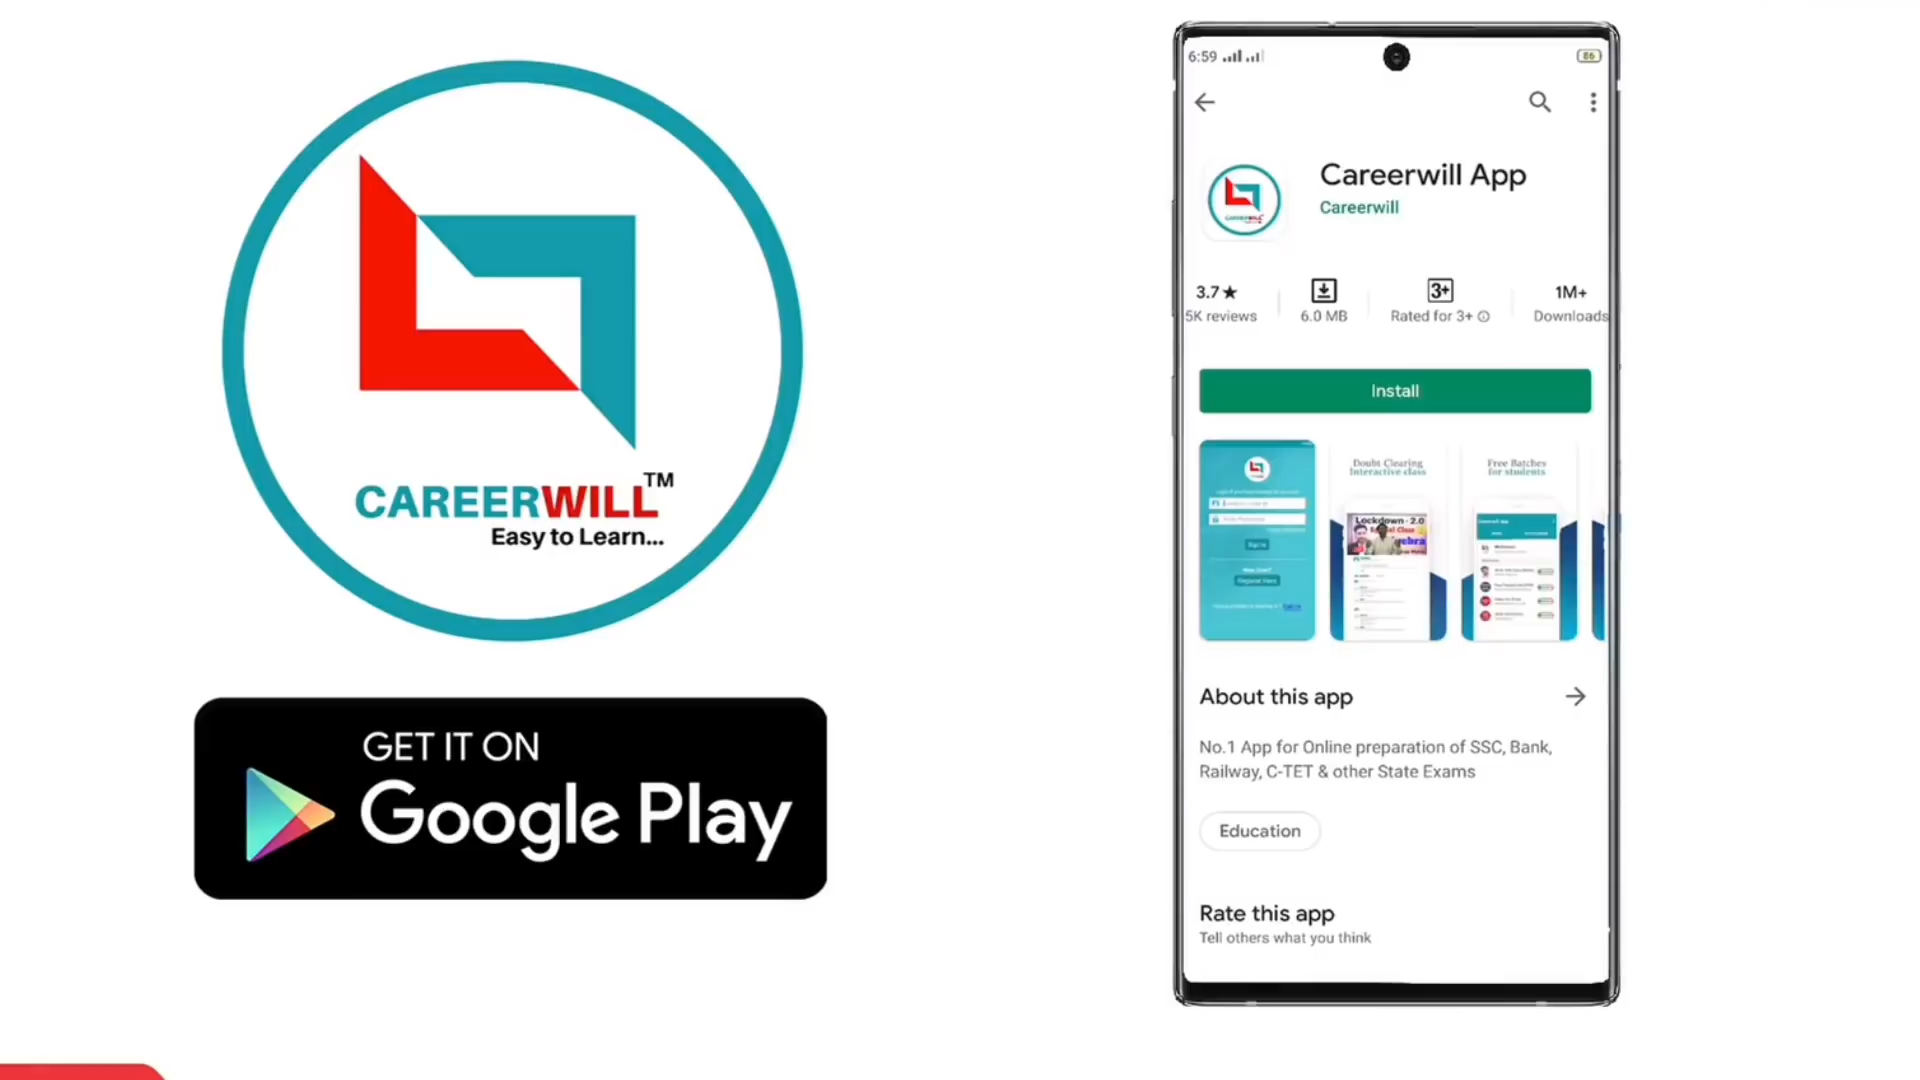 CAREERWILL™
Easy to Learn...
GET IT ON
Google Play
6:59
86
Careerwill App
Careerwill
CAREERWILL
3.7★
5K reviews
6.0 MB
3+
Rated for 3+
1M+
Downloads
Install
Doubt Clearing
Interactive class
Lockdown - 2.0
Free Batches
for students
About this app
No.1 App for Online preparation of SSC, Bank,
Railway, C-TET & other State Exams
Education
Rate this app
Tell others what you think